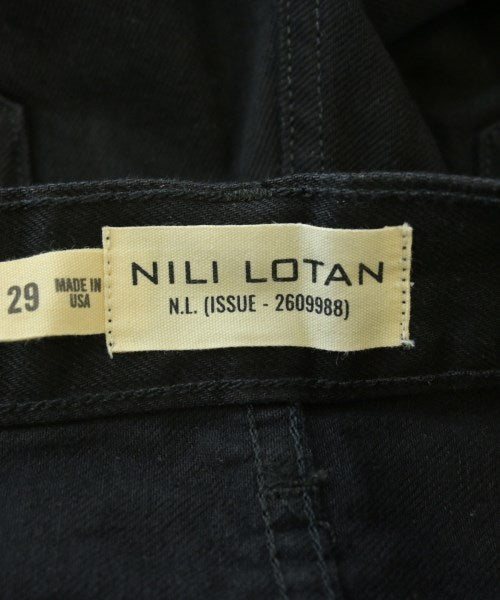 29
MADE IN
USA
NILI LOTAN
N.L. (ISSUE - 2609988)